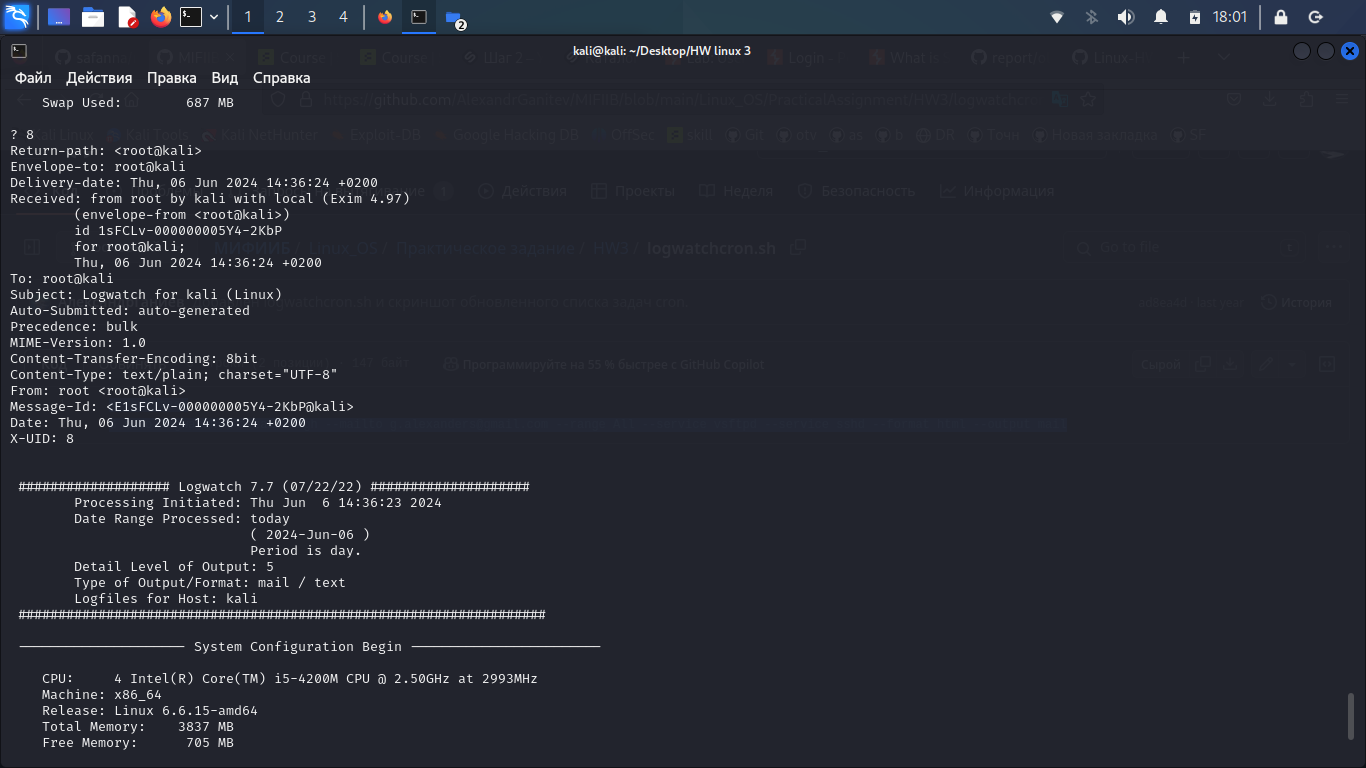 1 2 3 4 2 18:01
kali@kali: ~/Desktop/HW linux 3
Файл Действия Правка Вид Справка
Swap Used: 687 MB
? 8
Return-path: <root@kali>
Envelope-to: root@kali
Delivery-date: Thu, 06 Jun 2024 14:36:24 +0200
Received: from root by kali with local (Exim 4.97)
(envelope-from <root@kali>)
id 1sFCLv-000000005Y4-2KbP
for root@kali;
Thu, 06 Jun 2024 14:36:24 +0200
To: root@kali
Subject: Logwatch for kali (Linux)
Auto-Submitted: auto-generated
Precedence: bulk
MIME-Version: 1.0
Content-Transfer-Encoding: 8bit
Content-Type: text/plain; charset="UTF-8"
From: root <root@kali>
Message-Id: <E1sFCLv-000000005Y4-2KbP@kali>
Date: Thu, 06 Jun 2024 14:36:24 +0200
X-UID: 8
################### Logwatch 7.7 (07/22/22) ####################
Processing Initiated: Thu Jun  6 14:36:23 2024
Date Range Processed: today
( 2024-Jun-06 )
Period is day.
Detail Level of Output: 5
Type of Output/Format: mail / text
Logfiles for Host: kali
##################################################################
--------------------- System Configuration Begin ------------------------
CPU: 4 Intel(R) Core(TM) i5-4200M CPU @ 2.50GHz at 2993MHz
Machine: x86_64
Release: Linux 6.6.15-amd64
Total Memory: 3837 MB
Free Memory: 705 MB